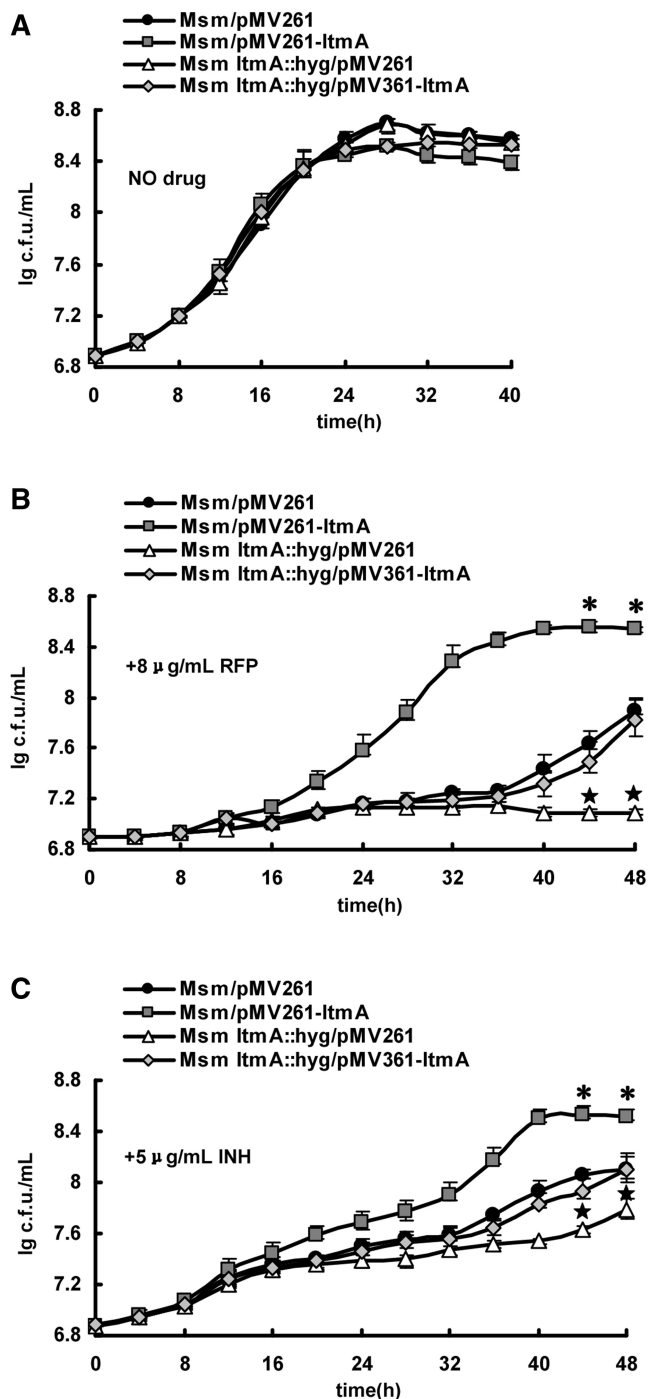 A
Msm/pMV261
Msm/pMV261-ltmA
Msm ltmA::hyg/pMV261
Msm ltmA::hyg/pMV361-ltmA
8.8
8.4
8
7.6
7.2
6.8
lg c.f.u./mL
NO drug
0 8 16 24 32 40
time(h)
B
Msm/pMV261
Msm/pMV261-ltmA
Msm ltmA::hyg/pMV261
Msm ltmA::hyg/pMV361-ltmA
8.8
8.4
8
7.6
7.2
6.8
lg c.f.u./mL
+8 μg/mL RFP
* *
★ ★
0 8 16 24 32 40 48
time(h)
C
Msm/pMV261
Msm/pMV261-ltmA
Msm ltmA::hyg/pMV261
Msm ltmA::hyg/pMV361-ltmA
8.8
8.4
8
7.6
7.2
6.8
lg c.f.u./mL
+5 μg/mL INH
* *
★ ★
0 8 16 24 32 40 48
time(h)